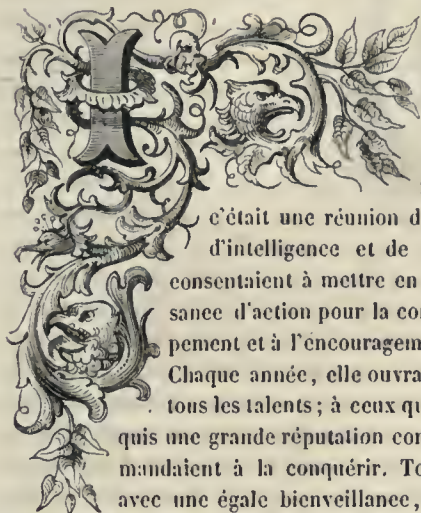 I
c'était une réunion d
d'intelligence et de
consentaient à mettre en
sance d'action pour la con
pement et à l'encouragem
Chaque année, elle ouvra
tous les talents; à ceux qu
quis une grande réputation con
mandaient à la conquérir. To
avec une égale bienveillance,